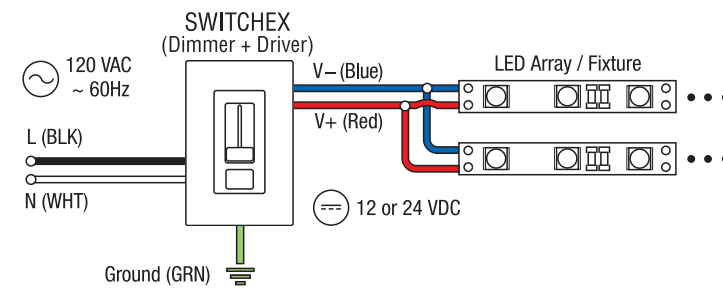 SWITCHEX
(Dimmer + Driver)
120 VAC
~ 60Hz
V– (Blue)
LED Array / Fixture
V+ (Red)
L (BLK)
N (WHT)
12 or 24 VDC
Ground (GRN)